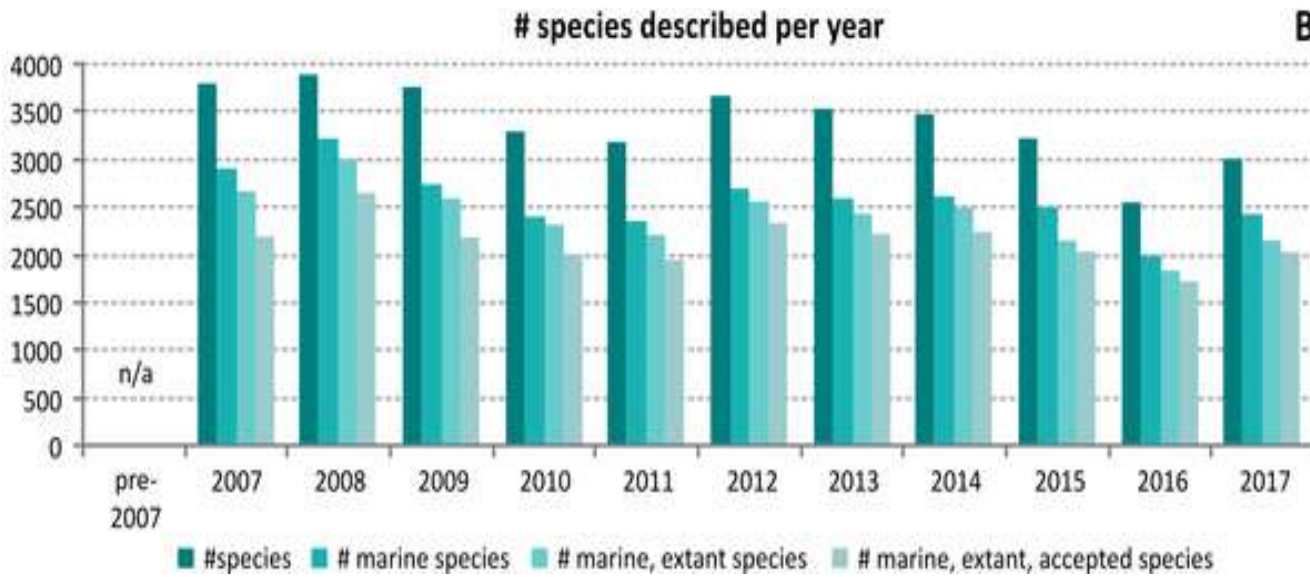 # species described per year
B
4000
3500
3000
2500
2000
1500
1000
500
0
n/a
pre-
2007
2007 2008 2009 2010 2011 2012 2013 2014 2015 2016 2017
#species # marine species # marine, extant species # marine, extant, accepted species